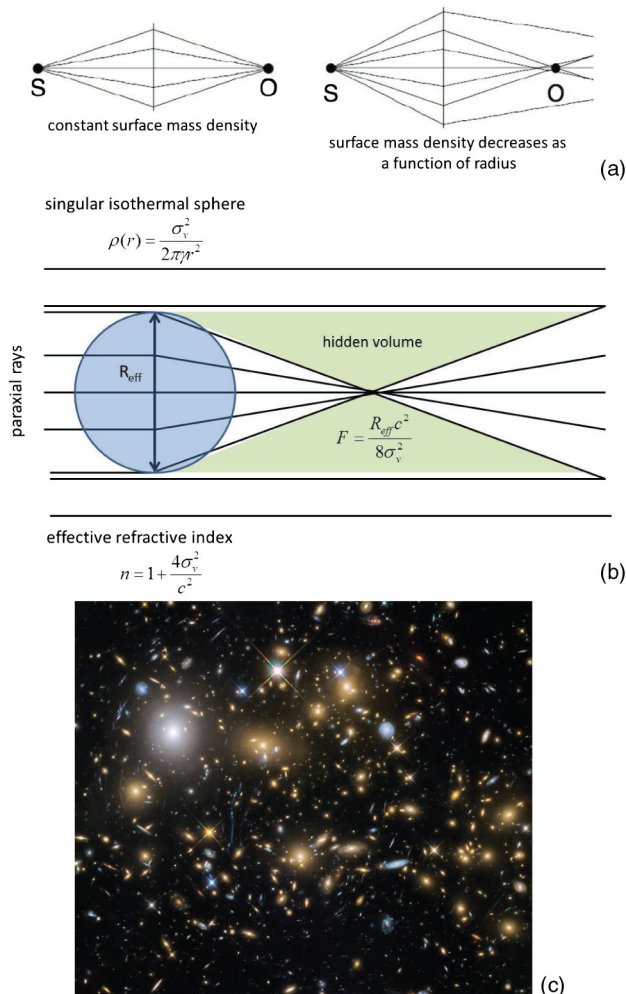 S
O
S
O
constant surface mass density
surface mass density decreases as
a function of radius
(a)
singular isothermal sphere
ρ(r) = σ_v^2 / 2πγr^2
paraxial rays
R_eff
hidden volume
F = R_eff c^2 / 8σ_v^2
effective refractive index
n = 1 + 4σ_v^2 / c^2
(b)
(c)